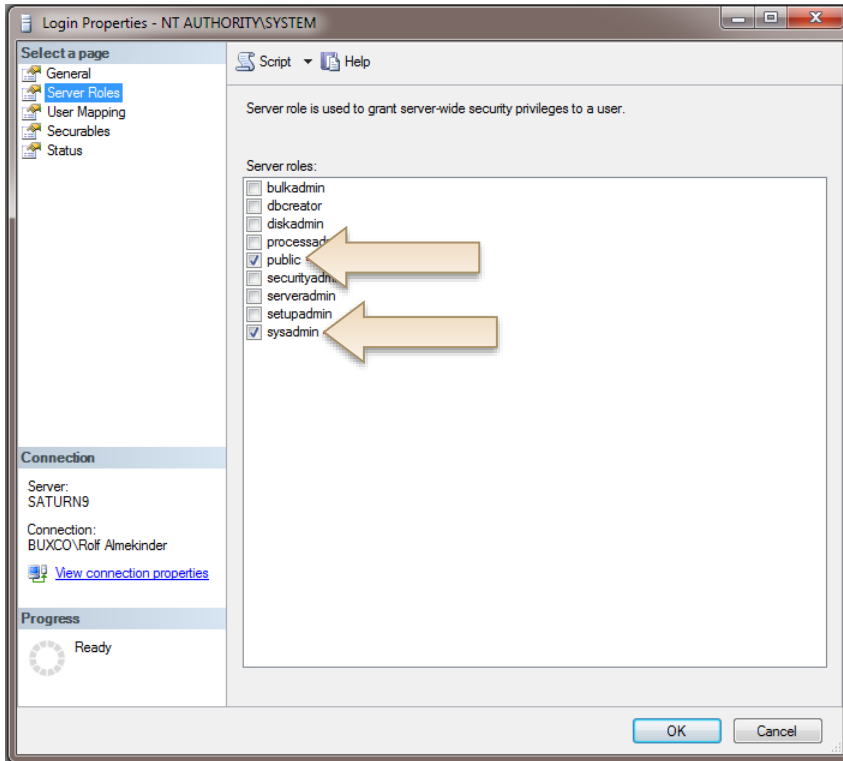 Login Properties - NT AUTHORITY\SYSTEM
Select a page
General
Server Roles
User Mapping
Securables
Status
Script
Help
Server role is used to grant server-wide security privileges to a user.
Server roles:
bulkadmin
dbcreator
diskadmin
processad
public
securityadm
serveradmin
setupadmin
sysadmin
Connection
Server:
SATURN9
Connection:
BUXCO\Rolf Almekinder
View connection properties
Progress
Ready
OK
Cancel